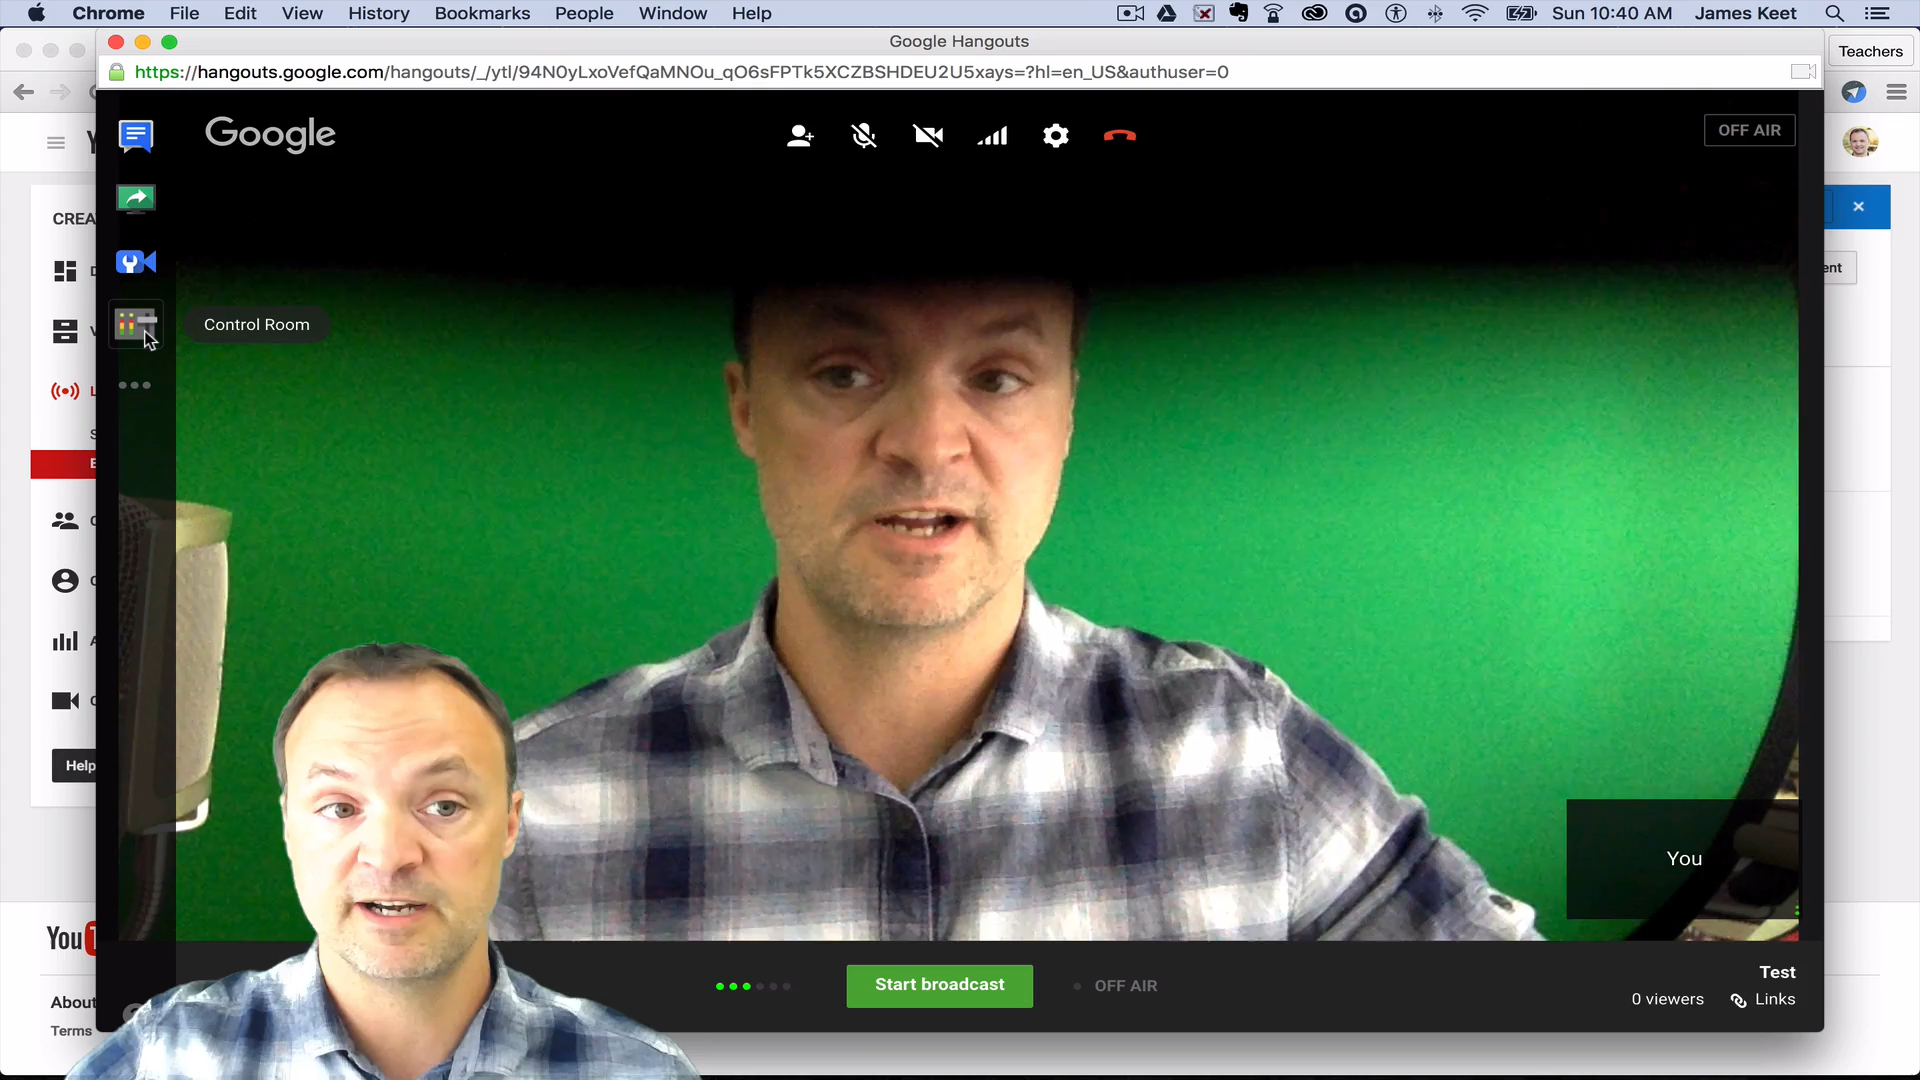 Chrome File Edit View History Bookmarks People Window Help Sun 10:40 AM James Keet
Google Hangouts
Teachers
https://hangouts.google.com/hangouts/_/ytl/94N0yLxoVefQaMNOu_qO6sFPTk5XCZBSHDEU2U5xays=?hl=en_US&authuser=0
Google
OFF AIR
CREA
ent
Control Room
Help
You
You
Start broadcast
OFF AIR
Test
0 viewers
Links
About
Terms